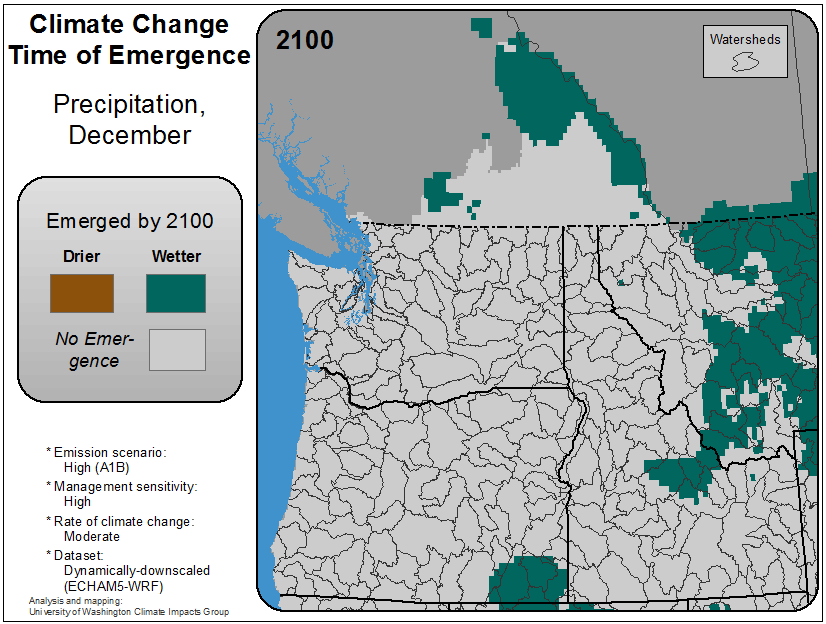 Climate Change
Time of Emergence
Precipitation,
December
Emerged by 2100
Drier
Wetter
No Emer-
gence
* Emission scenario:
High (A1B)
* Management sensitivity:
High
* Rate of climate change:
Moderate
* Dataset:
Dynamically-downscaled
(ECHAM5-WRF)
Analysis and mapping:
University of Washington Climate Impacts Group
2100
Watersheds